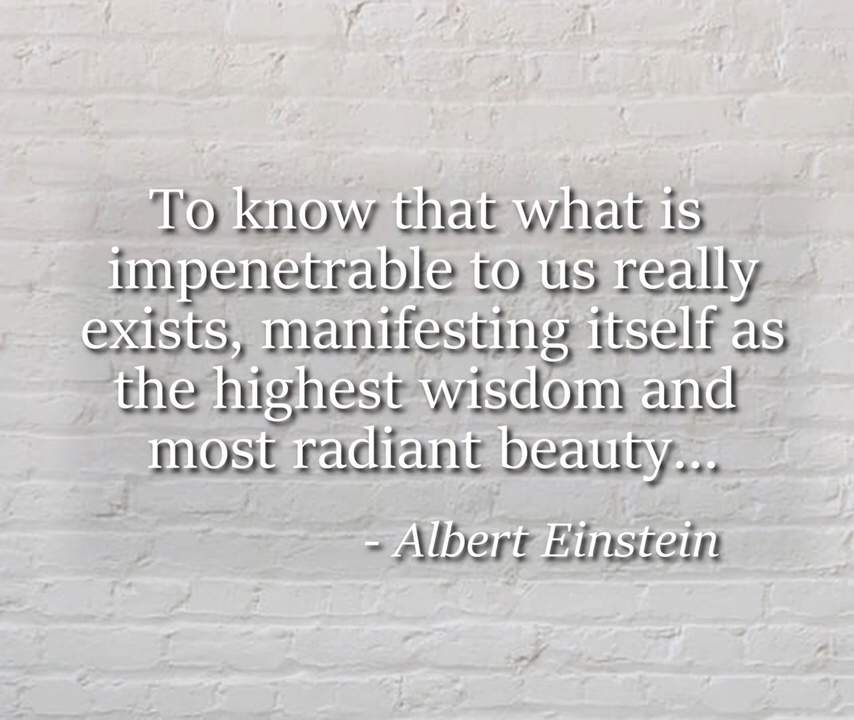 To know that what is
impenetrable to us really
exists, manifesting itself as
the highest wisdom and
most radiant beauty...
- Albert Einstein